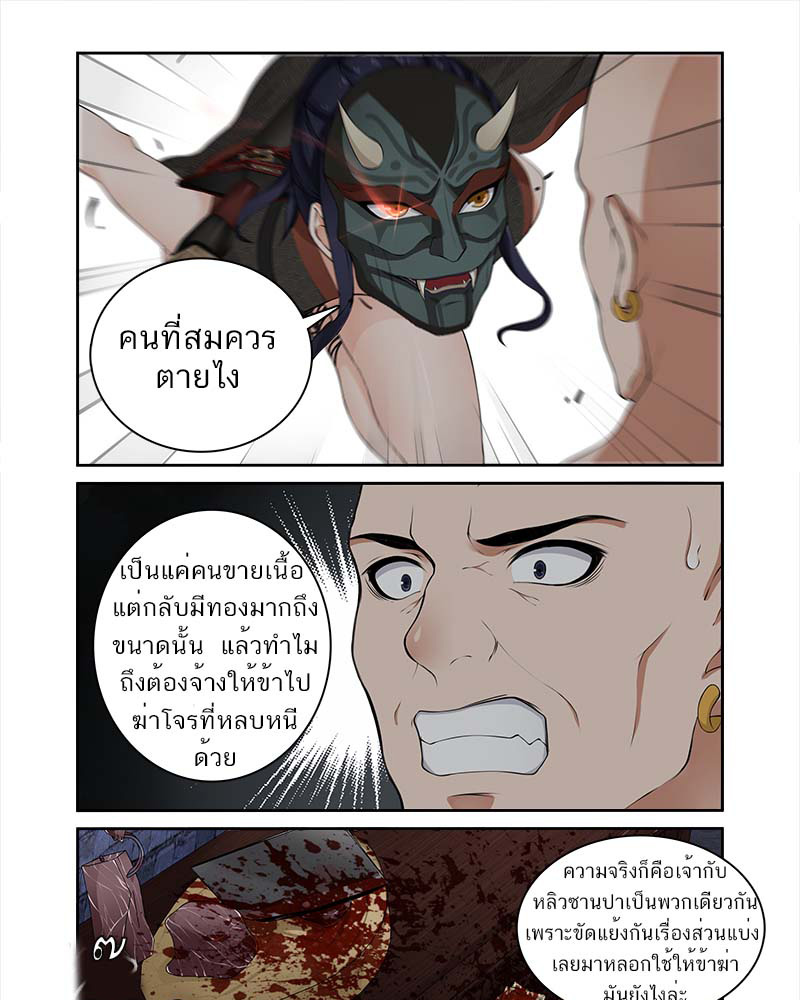 คนที่สมควร
ตายไง
เป็นแค่คนขายเนื้อ
แต่กลับมีทองมากถึง
ขนาดนั้น แล้วทำไม
ถึงต้องจ้างให้ข้าไป
ฆ่าโจรที่หลบหนี
ด้วย
ความจริงก็คือเจ้ากับ
หลิวซานปาเป็นพวกเดียวกัน
เพราะขัดแย้งกันเรื่องส่วนแบ่ง
เลยมาหลอกใช้ให้ข้าฆ่า
มันยังไงล่ะ